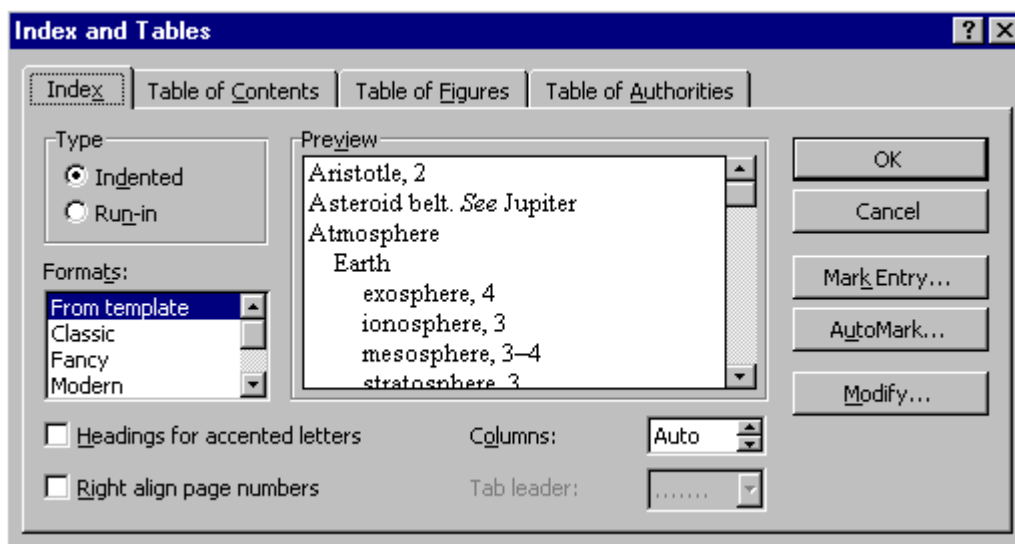 Index and Tables
Index
Table of Contents
Table of Figures
Table of Authorities
Type
Indented
Run-in
Formats:
From template
Classic
Fancy
Modern
Preview
Aristotle, 2
Asteroid belt. See Jupiter
Atmosphere
Earth
exosphere, 4
ionosphere, 3
mesosphere, 3–4
stratosphere, 3
OK
Cancel
Mark Entry...
AutoMark...
Modify...
Headings for accented letters
Right align page numbers
Columns:
Auto
Tab leader:
.......